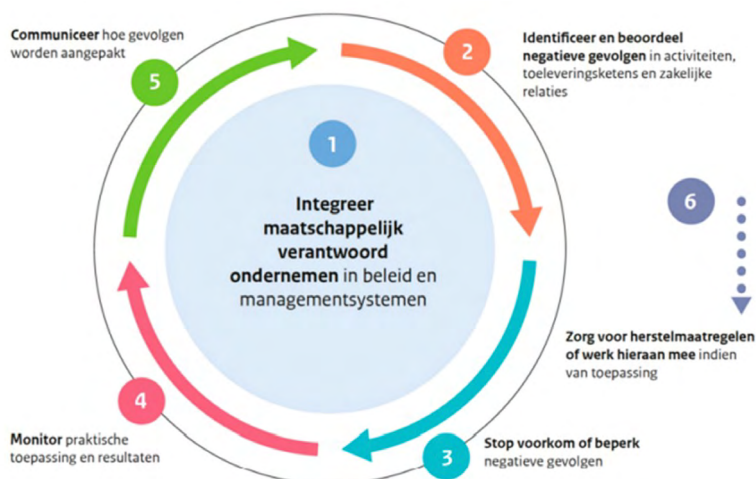 1
Integreer
maatschappelijk
verantwoord
ondernemen in beleid en
managementsystemen
2
Identificeer en beoordeel
negatieve gevolgen in activiteiten,
toeleveringsketens en zakelijke
relaties
3
Stop voorkom of beperk
negatieve gevolgen
4
Monitor praktische
toepassing en resultaten
5
Communiceer hoe gevolgen
worden aangepakt
6
Zorg voor herstelmaatregelen
of werk hieraan mee indien
van toepassing